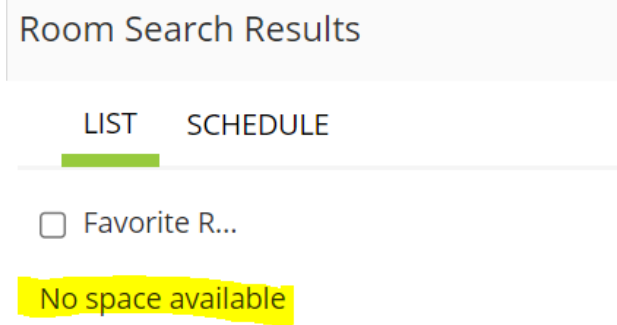 Room Search Results
LIST SCHEDULE
Favorite R...
No space available